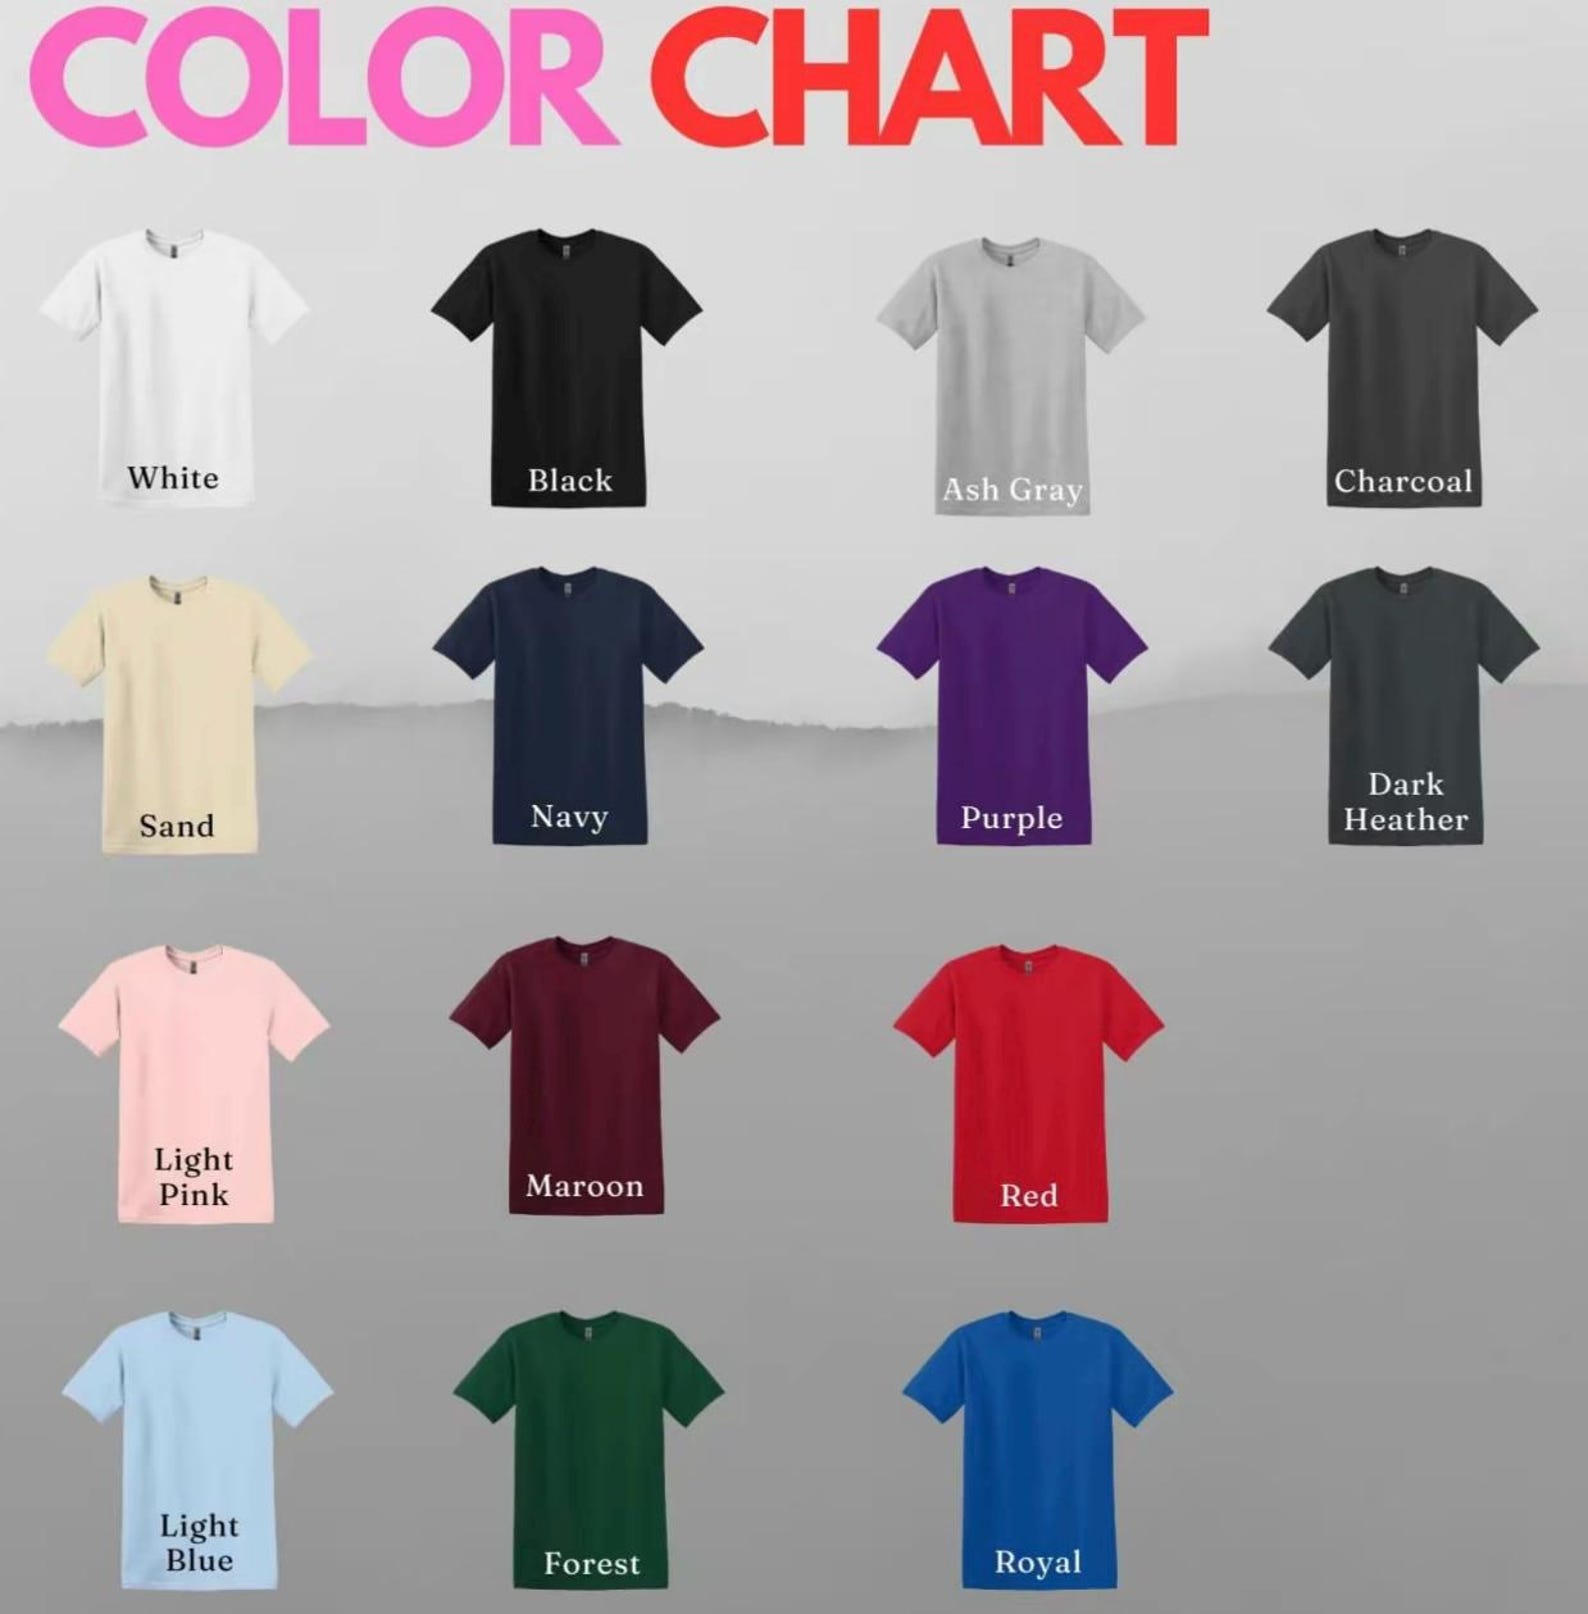 COLOR CHART
White
Black
Ash Gray
Charcoal
Sand
Navy
Purple
Dark
Heather
Light
Pink
Maroon
Red
Light
Blue
Forest
Royal